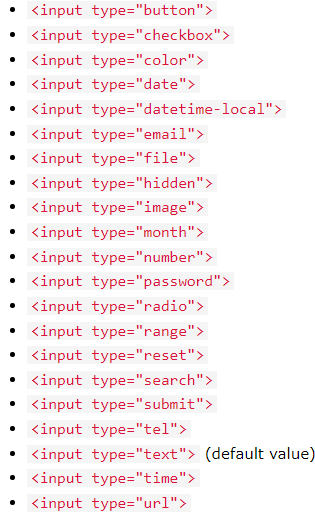 <input type="button">
<input type="checkbox">
<input type="color">
<input type="date">
<input type="datetime-local">
<input type="email">
<input type="file">
<input type="hidden">
<input type="image">
<input type="month">
<input type="number">
<input type="password">
<input type="radio">
<input type="range">
<input type="reset">
<input type="search">
<input type="submit">
<input type="tel">
<input type="text"> (default value)
<input type="time">
<input type="url">